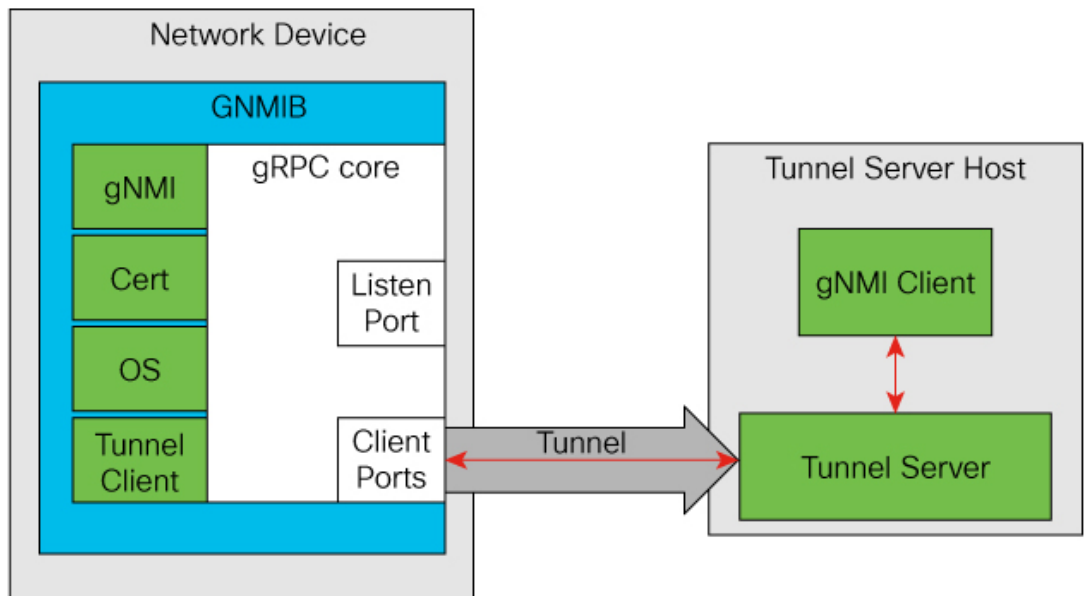 Network Device
GNMIB
gNMI
gRPC core
Cert
Listen
Port
OS
Tunnel
Client
Client
Ports
Tunnel
Tunnel Server Host
gNMI Client
Tunnel Server